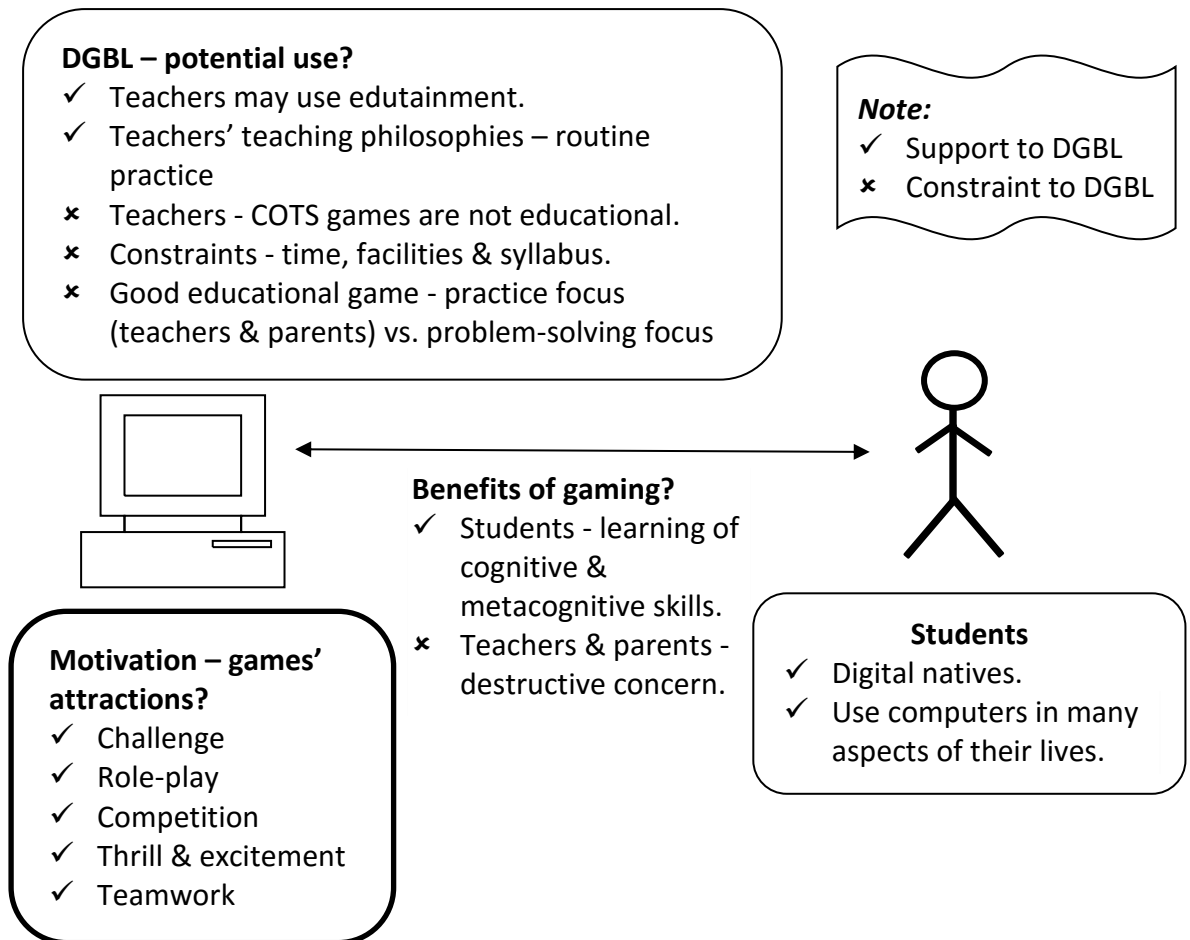 DGBL – potential use?
✓ Teachers may use edutainment.
✓ Teachers’ teaching philosophies – routine
practice
✗ Teachers - COTS games are not educational.
✗ Constraints - time, facilities & syllabus.
✗ Good educational game - practice focus
(teachers & parents) vs. problem-solving focus
Note:
✓ Support to DGBL
✗ Constraint to DGBL
Benefits of gaming?
✓ Students - learning of
cognitive &
metacognitive skills.
✗ Teachers & parents -
destructive concern.
Motivation – games’
attractions?
✓ Challenge
✓ Role-play
✓ Competition
✓ Thrill & excitement
✓ Teamwork
Students
✓ Digital natives.
✓ Use computers in many
aspects of their lives.